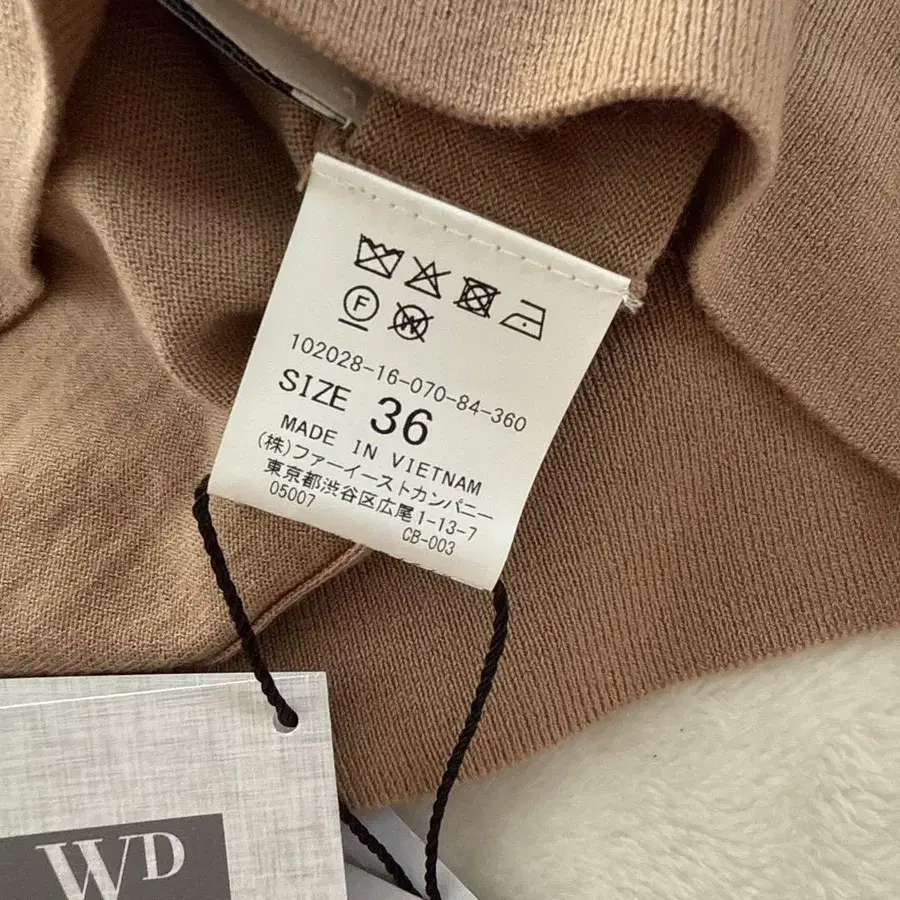 F
W
102028-16-070-84-360
SIZE 36
MADE IN VIETNAM
(株)ファーイーストカンパニー
東京都渋谷区広尾1-13-7
05007 CB-003
WD